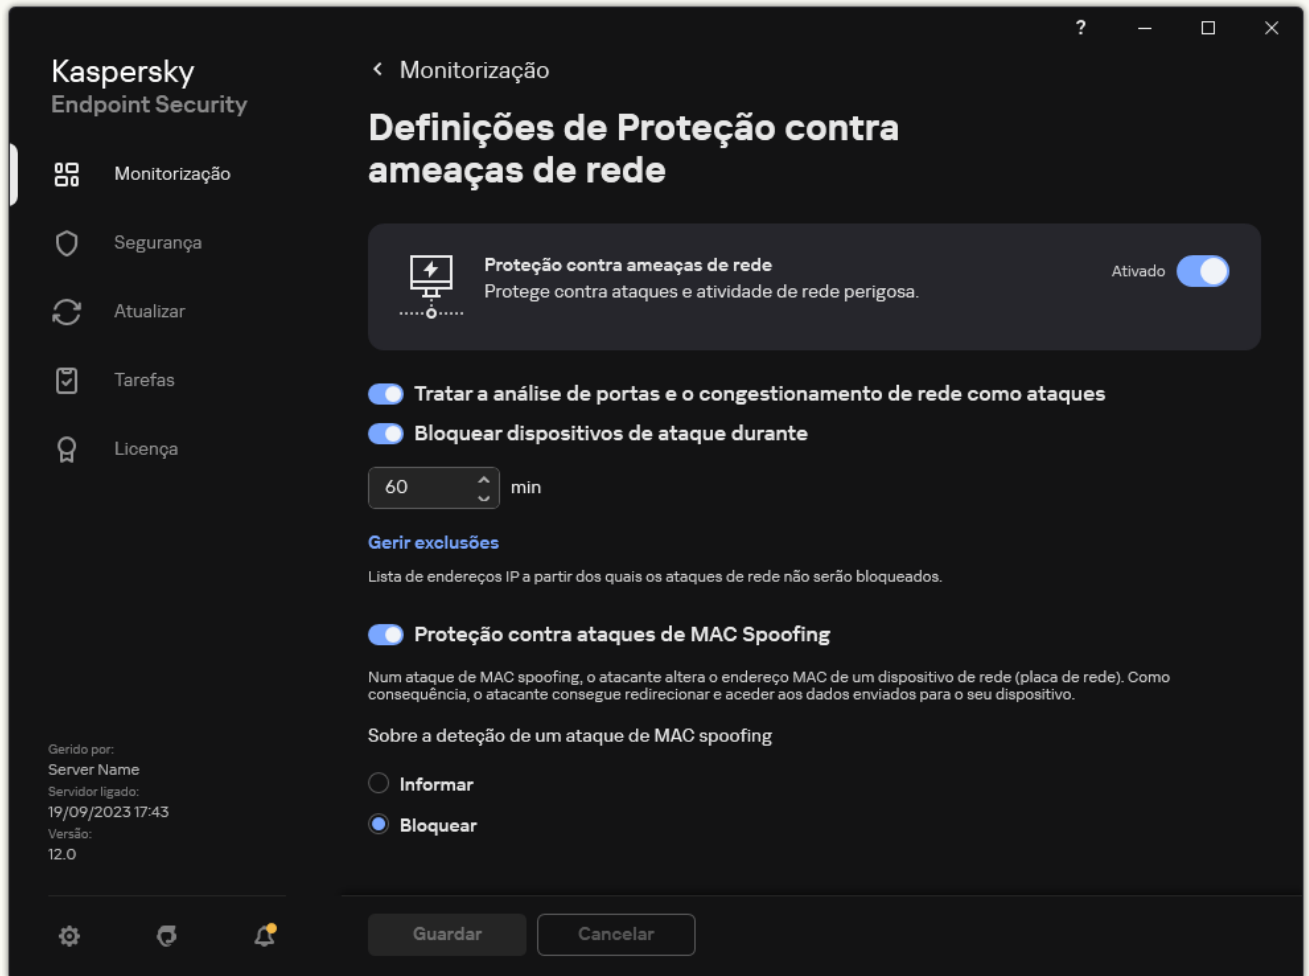 ?
Kaspersky
Endpoint Security
Monitorização
Segurança
Atualizar
Tarefas
Licença
Gerido por:
Server Name
Servidor ligado:
19/09/2023 17:43
Versão:
12.0
Monitorização
Definições de Proteção contra
ameaças de rede
Proteção contra ameaças de rede
Protege contra ataques e atividade de rede perigosa.
Ativado
Tratar a análise de portas e o congestionamento de rede como ataques
Bloquear dispositivos de ataque durante
60 min
Gerir exclusões
Lista de endereços IP a partir dos quais os ataques de rede não serão bloqueados.
Proteção contra ataques de MAC Spoofing
Num ataque de MAC spoofing, o atacante altera o endereço MAC de um dispositivo de rede (placa de rede). Como
consequência, o atacante consegue redirecionar e aceder aos dados enviados para o seu dispositivo.
Sobre a deteção de um ataque de MAC spoofing
Informar
Bloquear
Guardar Cancelar